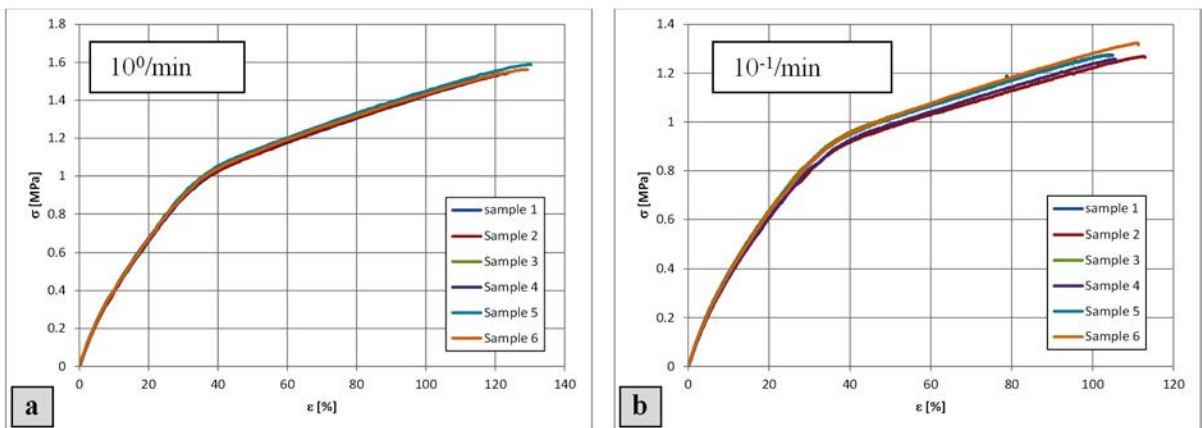 10⁰/min
σ [MPa]
1.8
1.6
1.4
1.2
1
0.8
0.6
0.4
0.2
0
0 20 40 60 80 100 120 140
ε [%]
sample 1
Sample 2
Sample 3
Sample 4
Sample 5
Sample 6
a
10⁻¹/min
σ [MPa]
1.4
1.2
1
0.8
0.6
0.4
0.2
0
0 20 40 60 80 100 120
ε [%]
sample 1
Sample 2
Sample 3
Sample 4
Sample 5
Sample 6
b